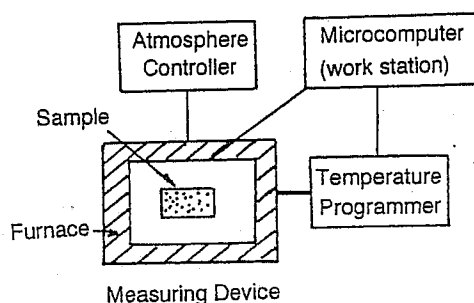 Atmosphere
Controller
Microcomputer
(work station)
Sample
Temperature
Programmer
Furnace
Measuring Device